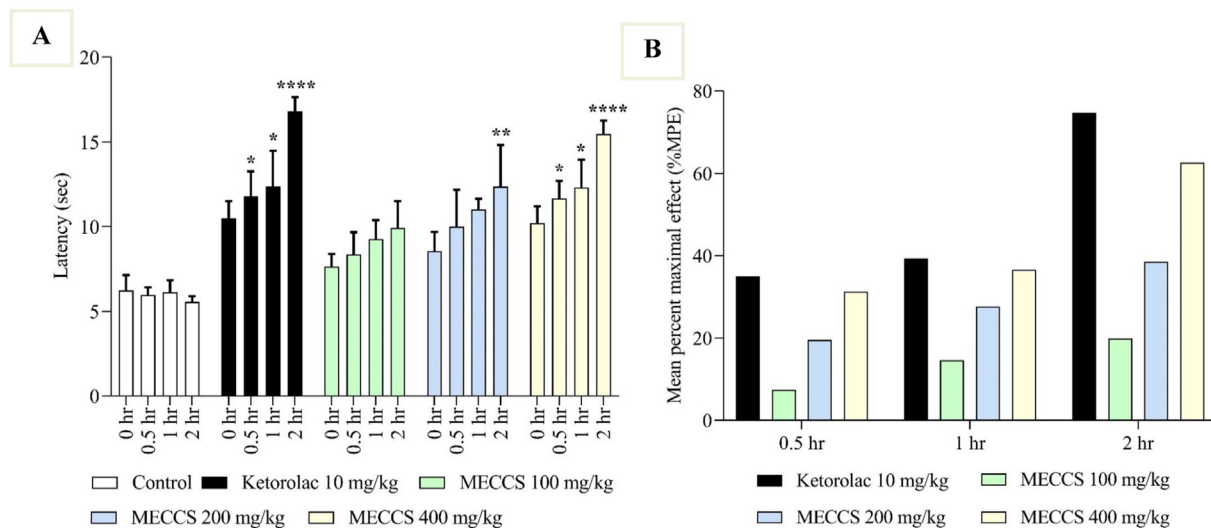 A
Latency (sec)
20
15
10
5
0
* * ****
**
* * ****
0 hr 0.5 hr 1 hr 2 hr 0 hr 0.5 hr 1 hr 2 hr 0 hr 0.5 hr 1 hr 2 hr 0 hr 0.5 hr 1 hr 2 hr 0 hr 0.5 hr 1 hr 2 hr
Control Ketorolac 10 mg/kg MECCS 100 mg/kg
MECCS 200 mg/kg MECCS 400 mg/kg
B
Mean percent maximal effect (%MPE)
80
60
40
20
0
0.5 hr 1 hr 2 hr
Ketorolac 10 mg/kg MECCS 100 mg/kg
MECCS 200 mg/kg MECCS 400 mg/kg